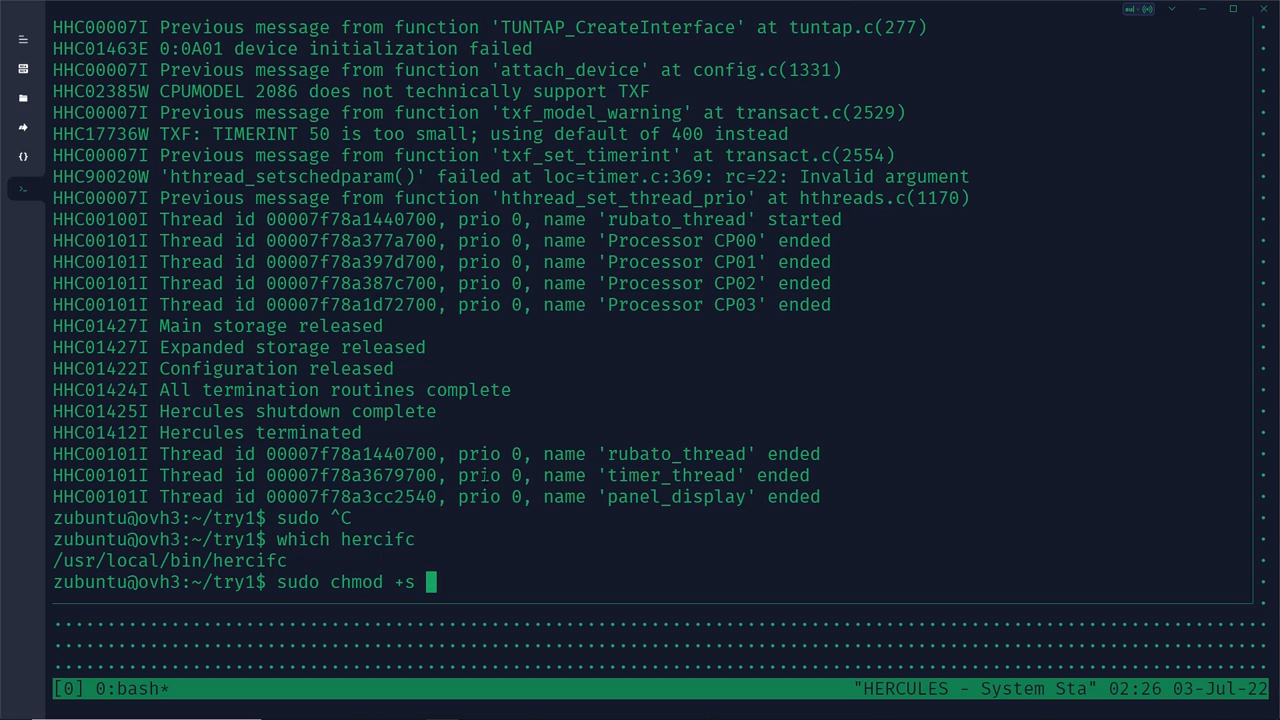 HHC00007I Previous message from function 'TUNTAP_CreateInterface' at tuntap.c(277)
HHC01463E 0:0A01 device initialization failed
HHC00007I Previous message from function 'attach_device' at config.c(1331)
HHC02385W CPUMODEL 2086 does not technically support TXF
HHC00007I Previous message from function 'txf_model_warning' at transact.c(2529)
HHC17736W TXF: TIMERINT 50 is too small; using default of 400 instead
HHC00007I Previous message from function 'txf_set_timerint' at transact.c(2554)
HHC90020W 'hthread_setschedparam()' failed at loc=timer.c:369: rc=22: Invalid argument
HHC00007I Previous message from function 'hthread_set_thread_prio' at hthreads.c(1170)
HHC00100I Thread id 00007f78a1440700, prio 0, name 'rubato_thread' started
HHC00101I Thread id 00007f78a377a700, prio 0, name 'Processor CP00' ended
HHC00101I Thread id 00007f78a397d700, prio 0, name 'Processor CP01' ended
HHC00101I Thread id 00007f78a387c700, prio 0, name 'Processor CP02' ended
HHC00101I Thread id 00007f78a1d72700, prio 0, name 'Processor CP03' ended
HHC01427I Main storage released
HHC01427I Expanded storage released
HHC01422I Configuration released
HHC01424I All termination routines complete
HHC01425I Hercules shutdown complete
HHC01412I Hercules terminated
HHC00101I Thread id 00007f78a1440700, prio 0, name 'rubato_thread' ended
HHC00101I Thread id 00007f78a3679700, prio 0, name 'timer_thread' ended
HHC00101I Thread id 00007f78a3cc2540, prio 0, name 'panel_display' ended
zubuntu@ovh3:~/try1$ sudo ^C
zubuntu@ovh3:~/try1$ which hercifc
/usr/local/bin/hercifc
zubuntu@ovh3:~/try1$ sudo chmod +s
[0] 0:bash* "HERCULES - System Sta" 02:26 03-Jul-22